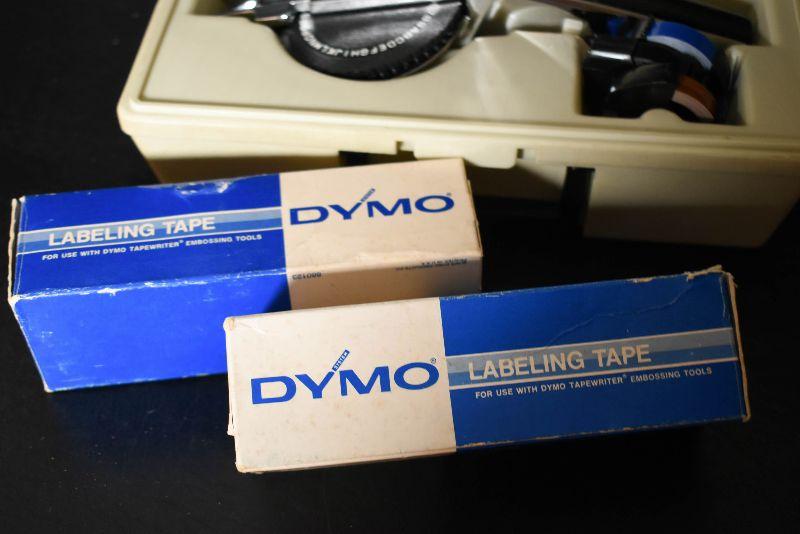 LABELING TAPE
FOR USE WITH DYMO TAPEWRITER® EMBOSSING TOOLS
DYMO
SYSTEM
DYMO®
LABELING TAPE
FOR USE WITH DYMO TAPEWRITER® EMBOSSING TOOLS